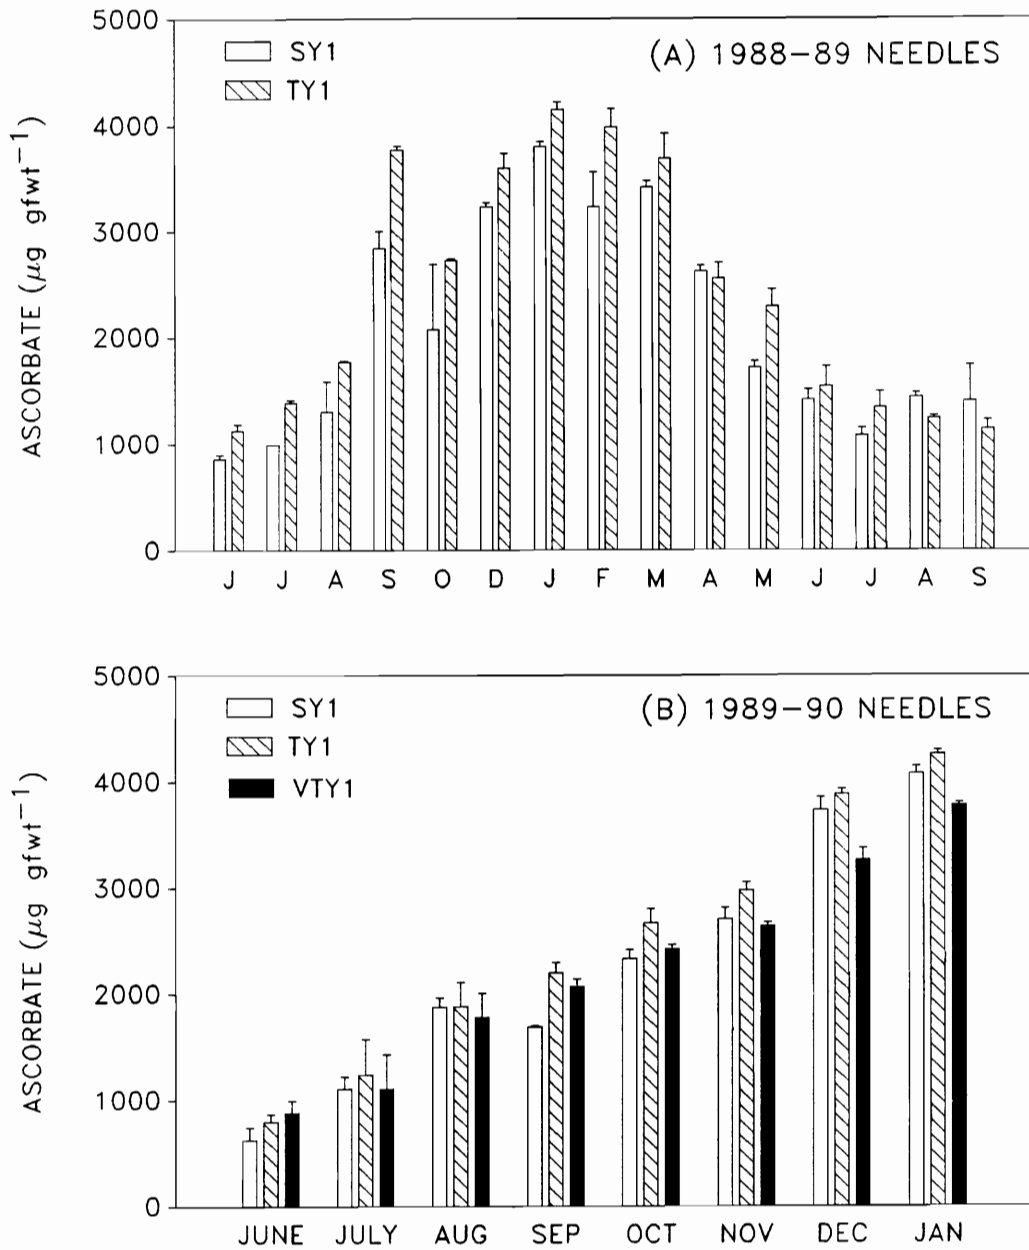 5000
4000
3000
2000
1000
0
ASCORBATE (μg gfwt⁻¹)
SY1
TY1
(A) 1988–89 NEEDLES
J J A S O D J F M A M J J A S
5000
4000
3000
2000
1000
0
ASCORBATE (μg gfwt⁻¹)
SY1
TY1
VTY1
(B) 1989–90 NEEDLES
JUNE JULY AUG SEP OCT NOV DEC JAN